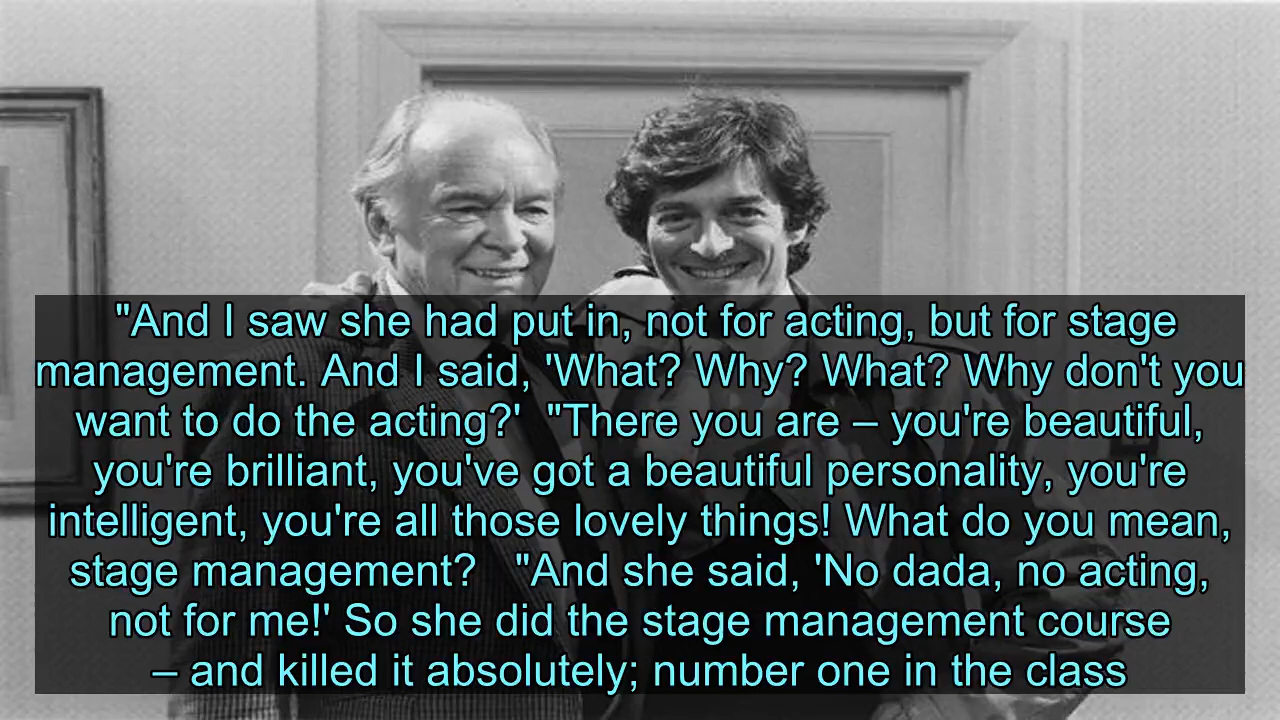 "And I saw she had put in, not for acting, but for stage
management. And I said, 'What? Why? What? Why don't you
want to do the acting?'  "There you are – you're beautiful,
you're brilliant, you've got a beautiful personality, you're
intelligent, you're all those lovely things! What do you mean,
stage management?   "And she said, 'No dada, no acting,
not for me!' So she did the stage management course
– and killed it absolutely; number one in the class